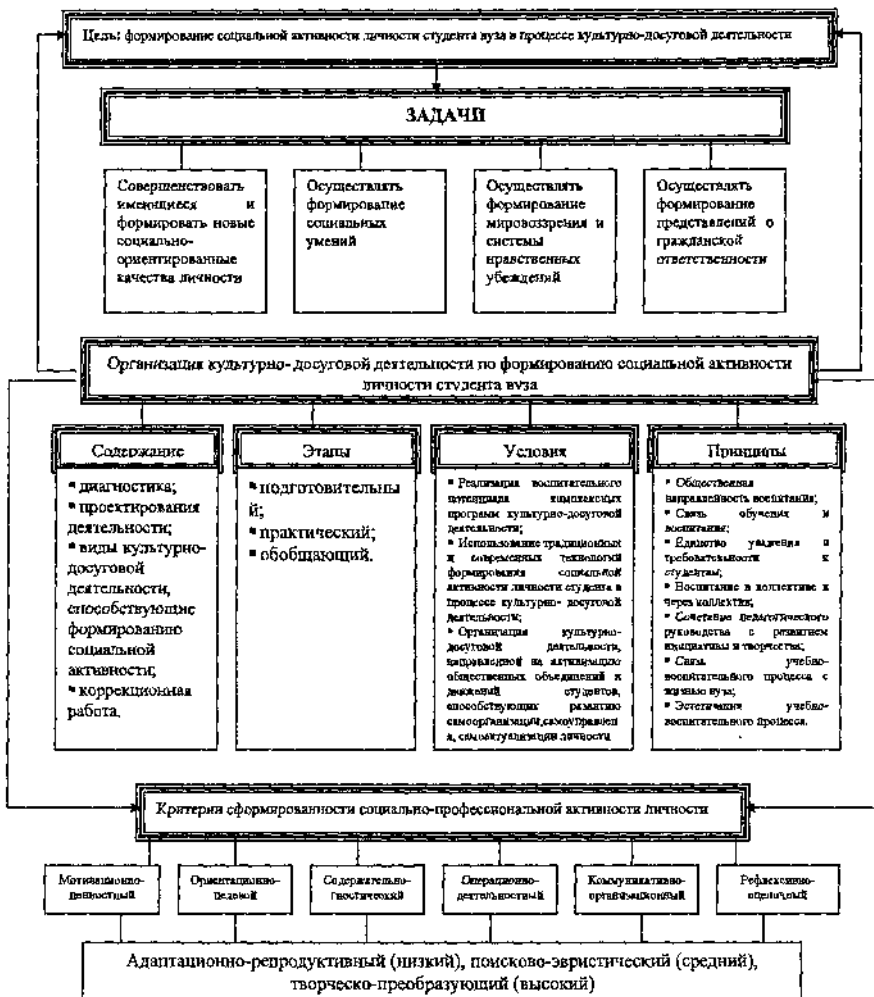 Цель: формирование социальной активности личности студента вуза в процессе культурно-досуговой деятельности
ЗАДАЧИ
Совершенствовать
имеющиеся и
формировать новые
социально-
ориентированные
качества личности
Осуществлять
формирование
социальных
умений
Осуществлять
формирование
мировоззрения и
системы
нравственных
убеждений
Осуществлять
формирование
представлений о
гражданской
ответственности
Организация культурно- досуговой деятельности по формированию социальной активности
личности студента вуза
Содержание
▪ диагностика;
▪ проектирования
деятельности;
▪ виды культурно-
досуговой
деятельности,
способствующие
формированию
социальной
активности;
▪ коррекционная
работа.
Этапы
▪ подготовительны
й;
▪ практический;
▪ обобщающий.
Условия
▪ Реализация воспитательного
потенциала комплексных
программ культурно-досуговой
деятельности;
▪ Использование традиционных
и современных технологий
формирования социальной
активности личности студента в
процессе культурно- досуговой
деятельности;
▪ Организация культурно-
досуговой деятельности,
направленной на активизацию
общественных объединений и
движений студентов,
способствующих развитию
самоорганизации,самоуправлен
я, самоактуализации личности
Принципы
▪ Общественная
направленность воспитания;
▪ Связь обучения и
воспитания;
▪ Единство уважения и
требовательности к
студентам;
▪ Воспитание в коллективе и
через коллектив;
▪ Сочетание педагогического
руководства с развитием
инициативы и творчества;
▪ Связь учебно-
воспитательного процесса с
жизнью вуза;
▪ Эстетизация учебно-
воспитательного процесса.
Критерии сформированности социально-профессиональной активности личности
Мотивационно-
ценностный
Ориентационно-
целевой
Содержательно-
гностический
Операционно-
деятельностный
Коммуникативно-
организационный
Рефлексивно-
оценочный
Адаптационно-репродуктивный (низкий), поисково-эвристический (средний),
творческо-преобразующий (высокий)